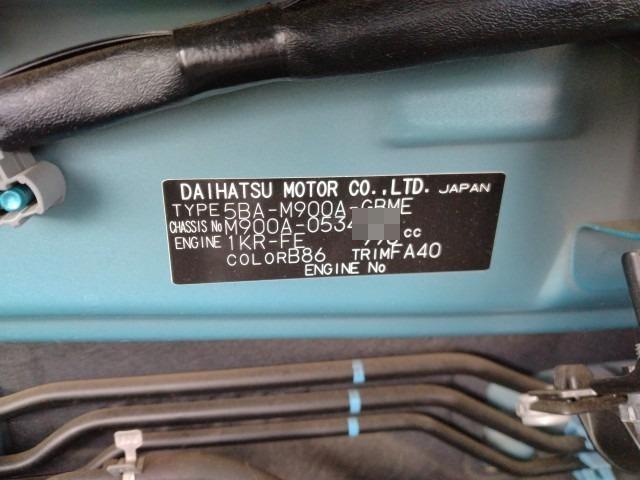 DAIHATSU MOTOR CO.,LTD. JAPAN
TYPE 5BA-M900A-GBME
CHASSIS No M900A-0534
ENGINE 1KR-FE cc
COLOR B86 TRIM FA40
ENGINE No